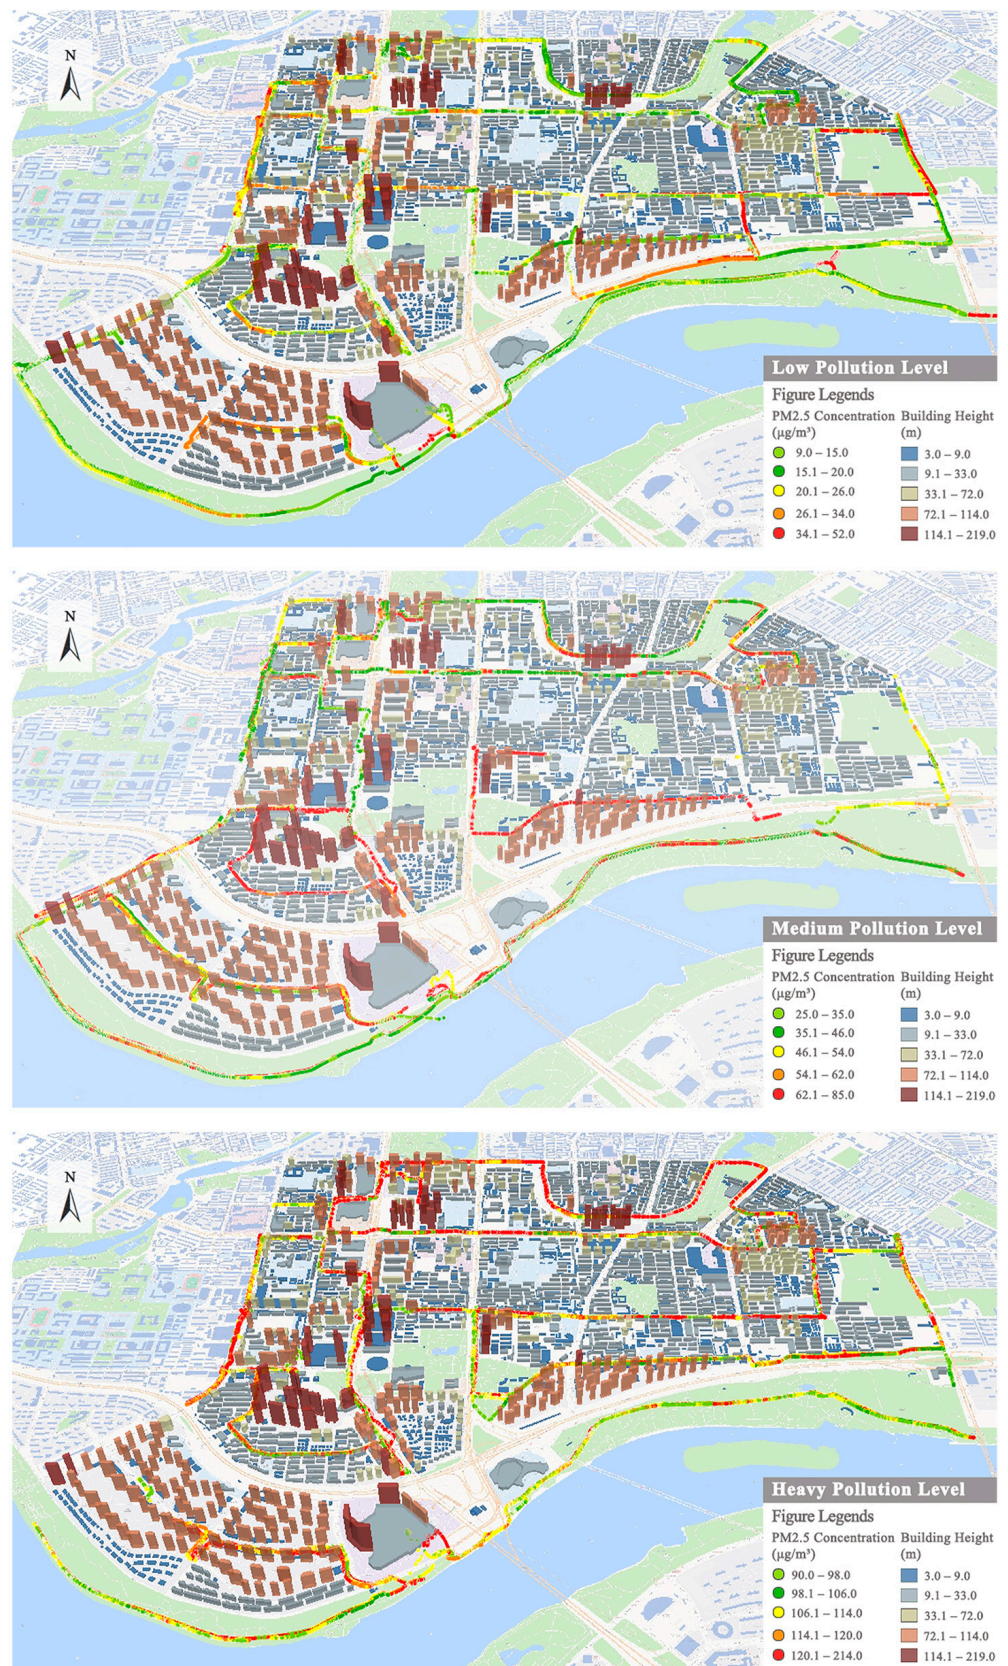 N
Low Pollution Level
Figure Legends
PM2.5 Concentration Building Height
(μg/m³) (m)
9.0 – 15.0 3.0 – 9.0
15.1 – 20.0 9.1 – 33.0
20.1 – 26.0 33.1 – 72.0
26.1 – 34.0 72.1 – 114.0
34.1 – 52.0 114.1 – 219.0
N
Medium Pollution Level
Figure Legends
PM2.5 Concentration Building Height
(μg/m³) (m)
25.0 – 35.0 3.0 – 9.0
35.1 – 46.0 9.1 – 33.0
46.1 – 54.0 33.1 – 72.0
54.1 – 62.0 72.1 – 114.0
62.1 – 85.0 114.1 – 219.0
N
Heavy Pollution Level
Figure Legends
PM2.5 Concentration Building Height
(μg/m³) (m)
90.0 – 98.0 3.0 – 9.0
98.1 – 106.0 9.1 – 33.0
106.1 – 114.0 33.1 – 72.0
114.1 – 120.0 72.1 – 114.0
120.1 – 214.0 114.1 – 219.0